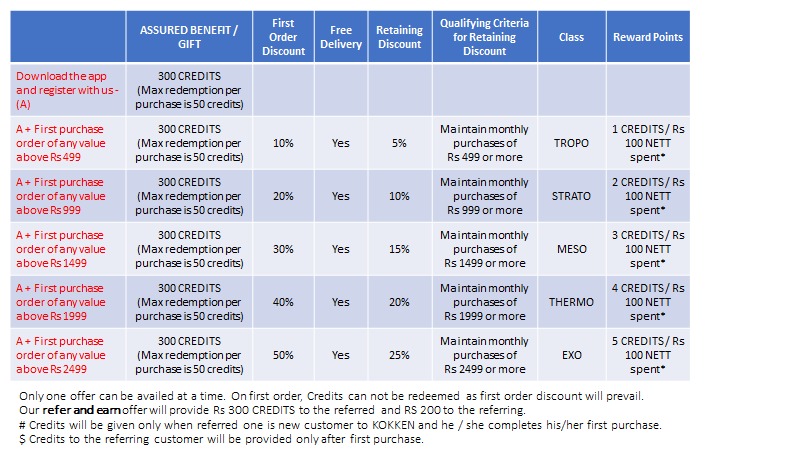 ASSURED BENEFIT /
GIFT
First
Order
Discount
Free
Delivery
Retaining
Discount
Qualifying Criteria
for Retaining
Discount
Class
Reward Points
Download the app
and register with us -
(A)
300 CREDITS
(Max redemption per
purchase is 50 credits)
A + First purchase
order of any value
above Rs 499
300 CREDITS
(Max redemption per
purchase is 50 credits)
10%
Yes
5%
Maintain monthly
purchases of
Rs 499 or more
TROPO
1 CREDITS/ Rs
100 NETT
spent*
A + First purchase
order of any value
above Rs 999
300 CREDITS
(Max redemption per
purchase is 50 credits)
20%
Yes
10%
Maintain monthly
purchases of
Rs 999 or more
STRATO
2 CREDITS/ Rs
100 NETT
spent*
A + First purchase
order of any value
above Rs 1499
300 CREDITS
(Max redemption per
purchase is 50 credits)
30%
Yes
15%
Maintain monthly
purchases of
Rs 1499 or more
MESO
3 CREDITS/ Rs
100 NETT
spent*
A + First purchase
order of any value
above Rs 1999
300 CREDITS
(Max redemption per
purchase is 50 credits)
40%
Yes
20%
Maintain monthly
purchases of
Rs 1999 or more
THERMO
4 CREDITS/ Rs
100 NETT
spent*
A + First purchase
order of any value
above Rs 2499
300 CREDITS
(Max redemption per
purchase is 50 credits)
50%
Yes
25%
Maintain monthly
purchases of
Rs 2499 or more
EXO
5 CREDITS/ Rs
100 NETT
spent*
Only one offer can be availed at a time. On first order, Credits can not be redeemed as first order discount will prevail.
Our refer and earn offer will provide Rs 300 CREDITS to the referred and RS 200 to the referring.
# Credits will be given only when referred one is new customer to KOKKEN and he / she completes his/her first purchase.
$ Credits to the referring customer will be provided only after first purchase.